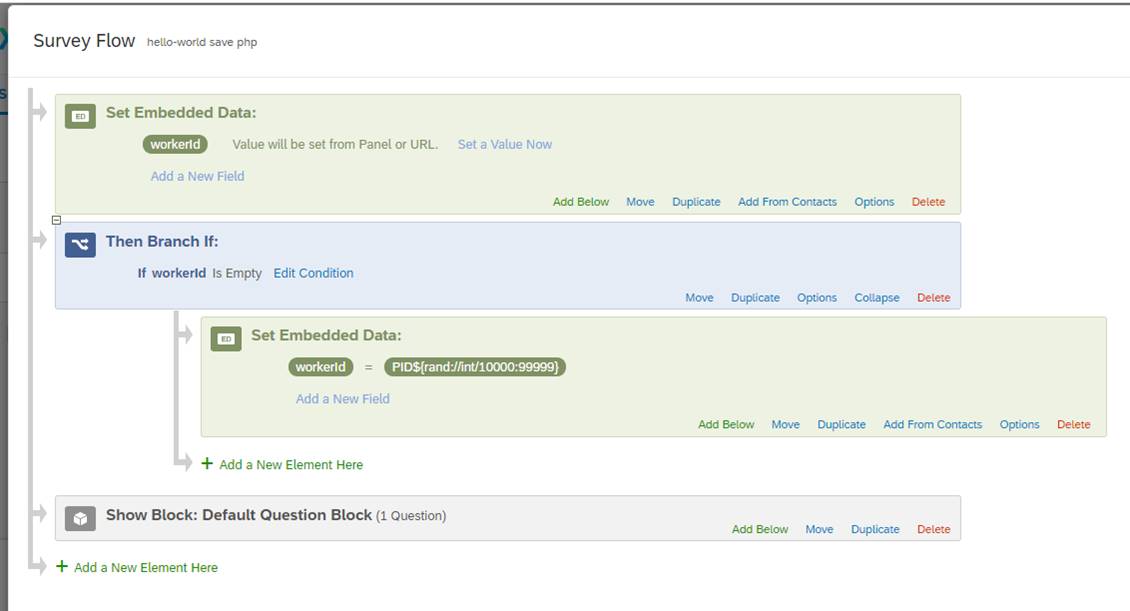 Survey Flow hello-world save php
S
ED Set Embedded Data:
workerId Value will be set from Panel or URL. Set a Value Now
Add a New Field
Add Below Move Duplicate Add From Contacts Options Delete
Then Branch If:
If workerId Is Empty Edit Condition
Move Duplicate Options Collapse Delete
ED Set Embedded Data:
workerId = PID${rand://int/10000:99999}
Add a New Field
Add Below Move Duplicate Add From Contacts Options Delete
+ Add a New Element Here
Show Block: Default Question Block (1 Question)
Add Below Move Duplicate Delete
+ Add a New Element Here